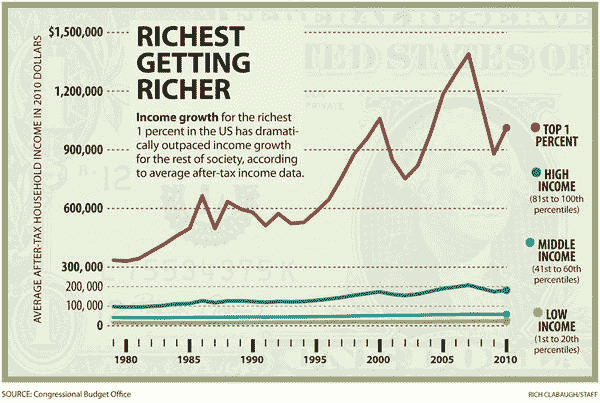 RICHEST
GETTING
RICHER
Income growth for the richest
1 percent in the US has dramati-
cally outpaced income growth
for the rest of society, according
to average after-tax income data.
AVERAGE AFTER-TAX HOUSEHOLD INCOME IN 2010 DOLLARS
$1,500,000
1,200,000
900,000
600,000
300,000
200,000
100,000
0
TOP 1
PERCENT
HIGH
INCOME
(81st to 100th
percentiles)
MIDDLE
INCOME
(41st to 60th
percentiles)
LOW
INCOME
(1st to 20th
percentiles)
1980 1985 1990 1995 2000 2005 2010
SOURCE: Congressional Budget Office
RICH CLABAUGH/STAFF